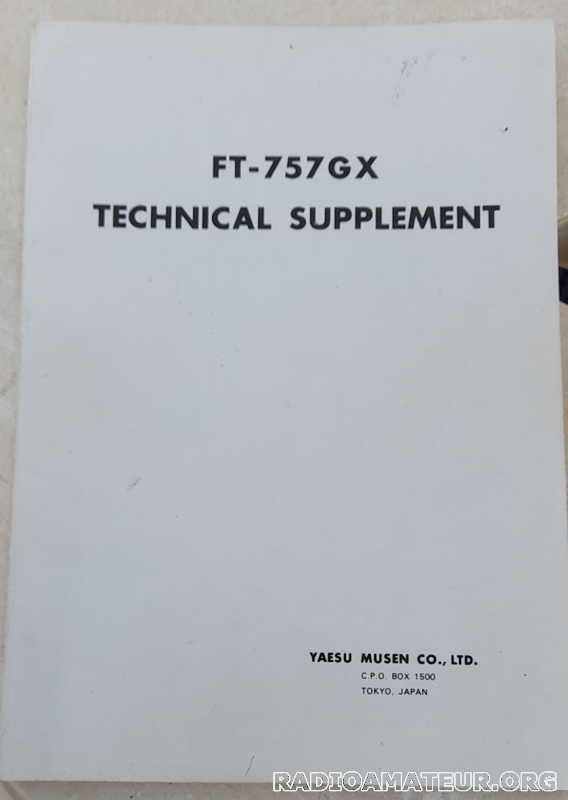 FT-757GX
TECHNICAL SUPPLEMENT
YAESU MUSEN CO., LTD.
C.P.O. BOX 1500
TOKYO, JAPAN
RADIOAMATEUR.ORG